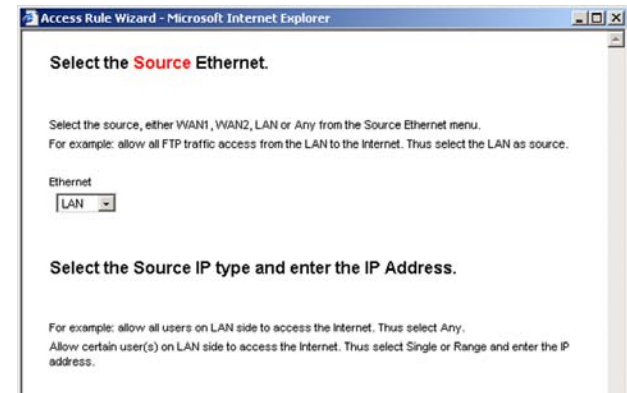 Access Rule Wizard - Microsoft Internet Explorer
Select the Source Ethernet.
Select the source, either WAN1, WAN2, LAN or Any from the Source Ethernet menu.
For example: allow all FTP traffic access from the LAN to the Internet. Thus select the LAN as source.
Ethernet
LAN
Select the Source IP type and enter the IP Address.
For example: allow all users on LAN side to access the Internet. Thus select Any.
Allow certain user(s) on LAN side to access the Internet. Thus select Single or Range and enter the IP
address.